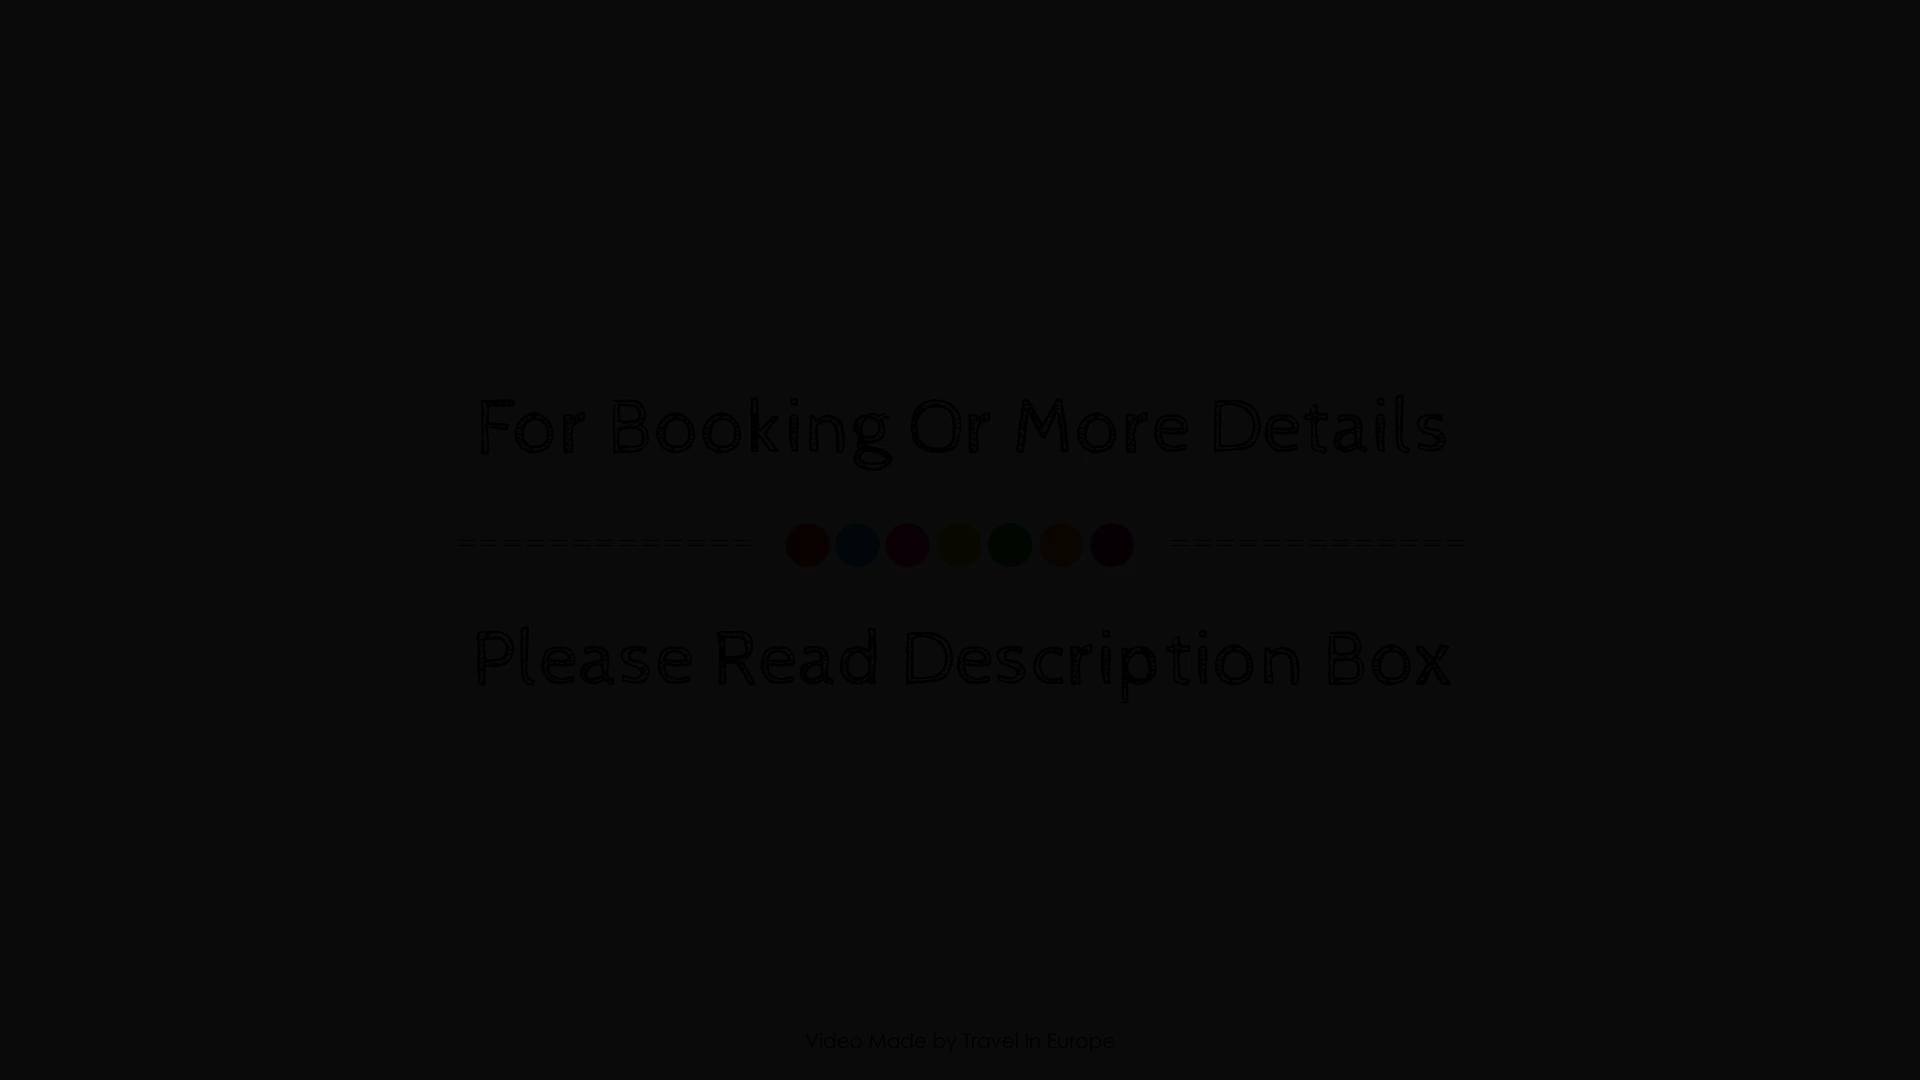 For Booking Or More Details
============= =============
Please Read Description Box
Video Made by Travel in Europe